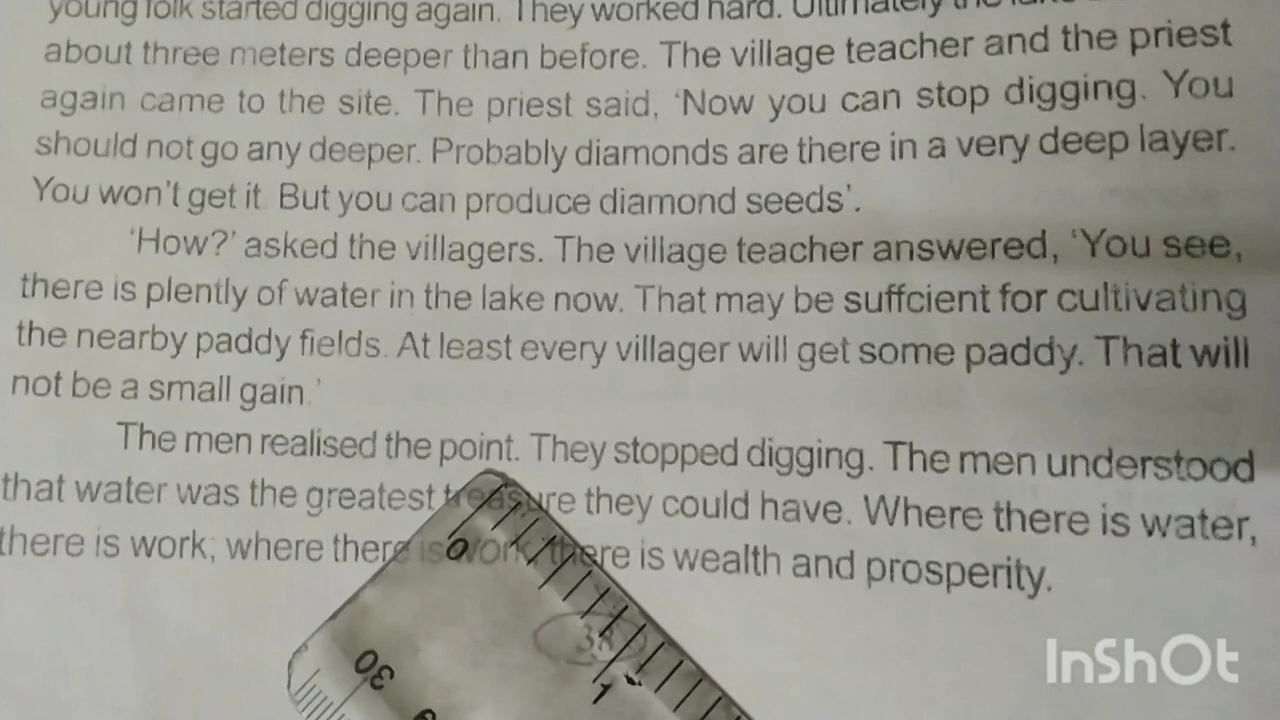 young folk started digging again. They worked hard. Ultimately the
about three meters deeper than before. The village teacher and the priest
again came to the site. The priest said, ‘Now you can stop digging. You
should not go any deeper. Probably diamonds are there in a very deep layer.
You won’t get it. But you can produce diamond seeds’.
‘How?’ asked the villagers. The village teacher answered, ‘You see,
there is plently of water in the lake now. That may be suffcient for cultivating
the nearby paddy fields. At least every villager will get some paddy. That will
not be a small gain.’
The men realised the point. They stopped digging. The men understood
that water was the greatest treasure they could have. Where there is water,
there is work; where there is work, there is wealth and prosperity.
0
30
1
InShOt